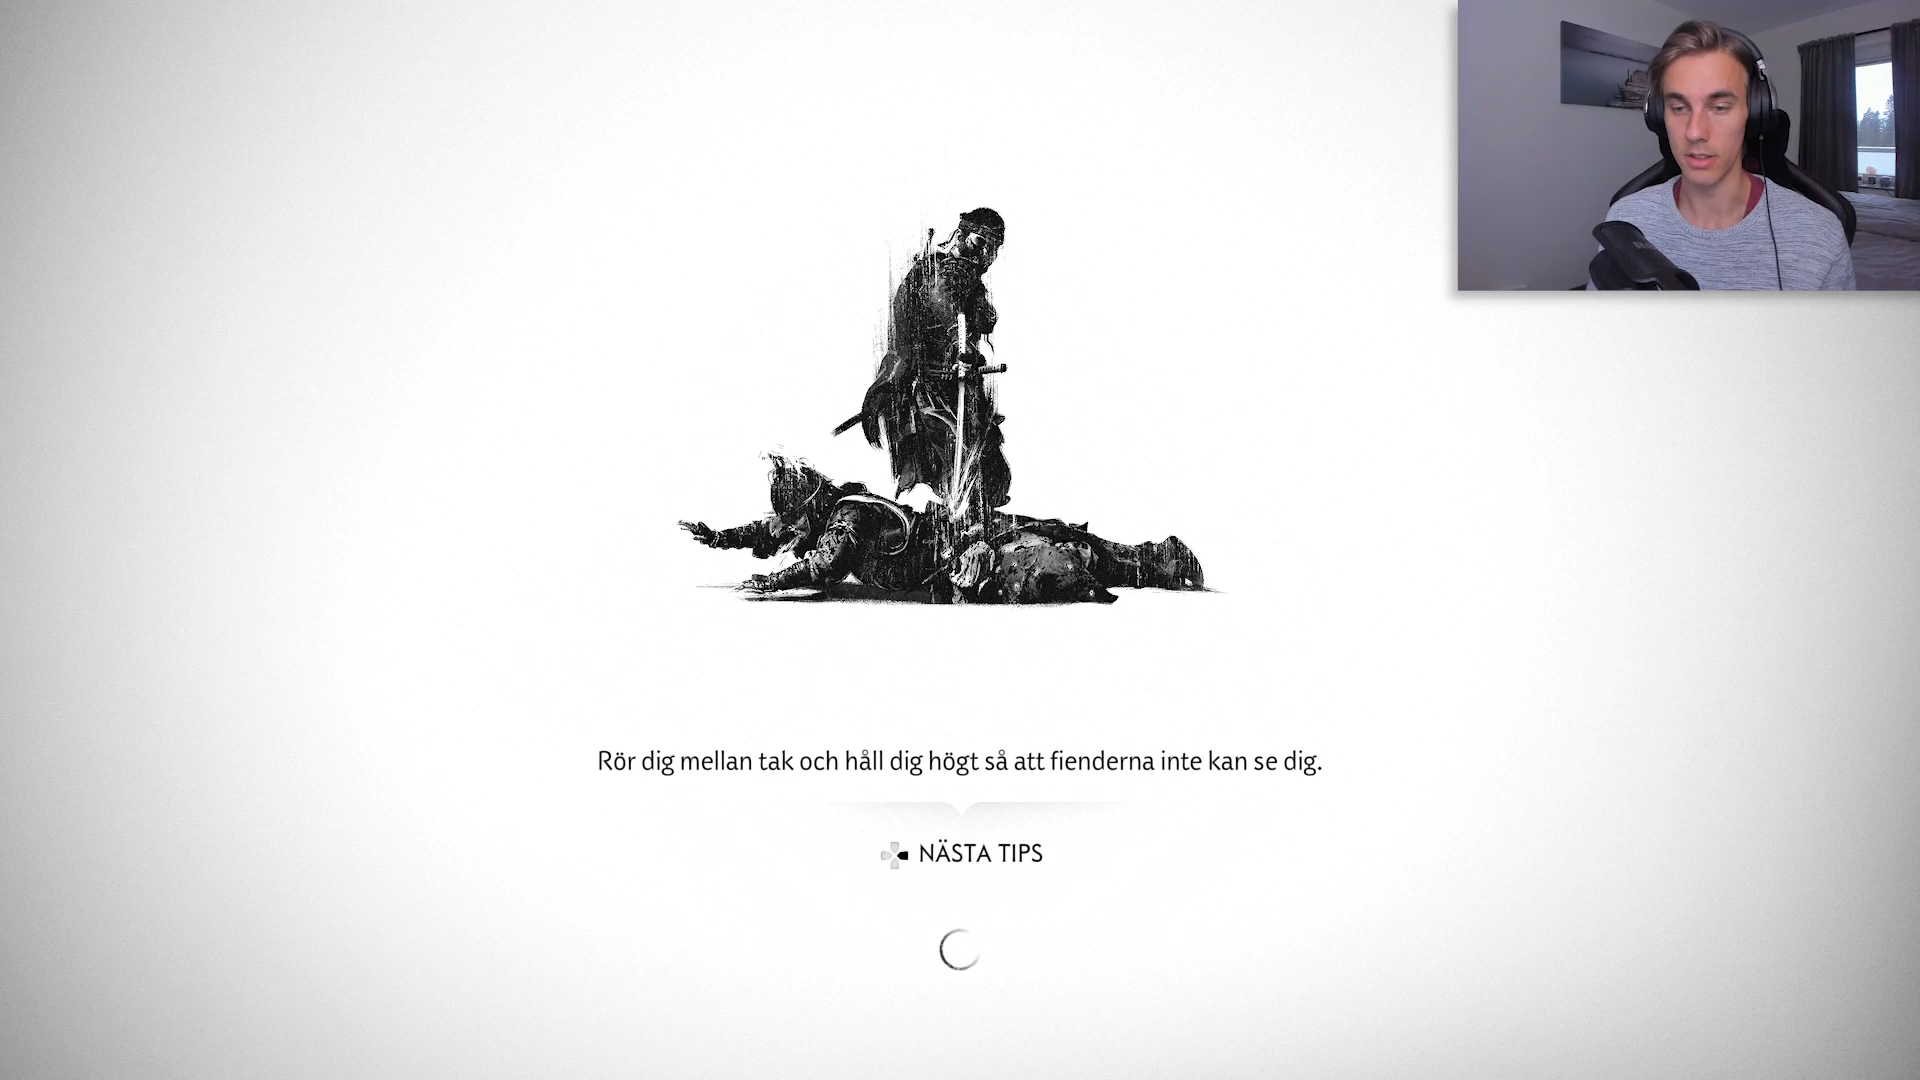 Rör dig mellan tak och håll dig högt så att fienderna inte kan se dig.
NÄSTA TIPS